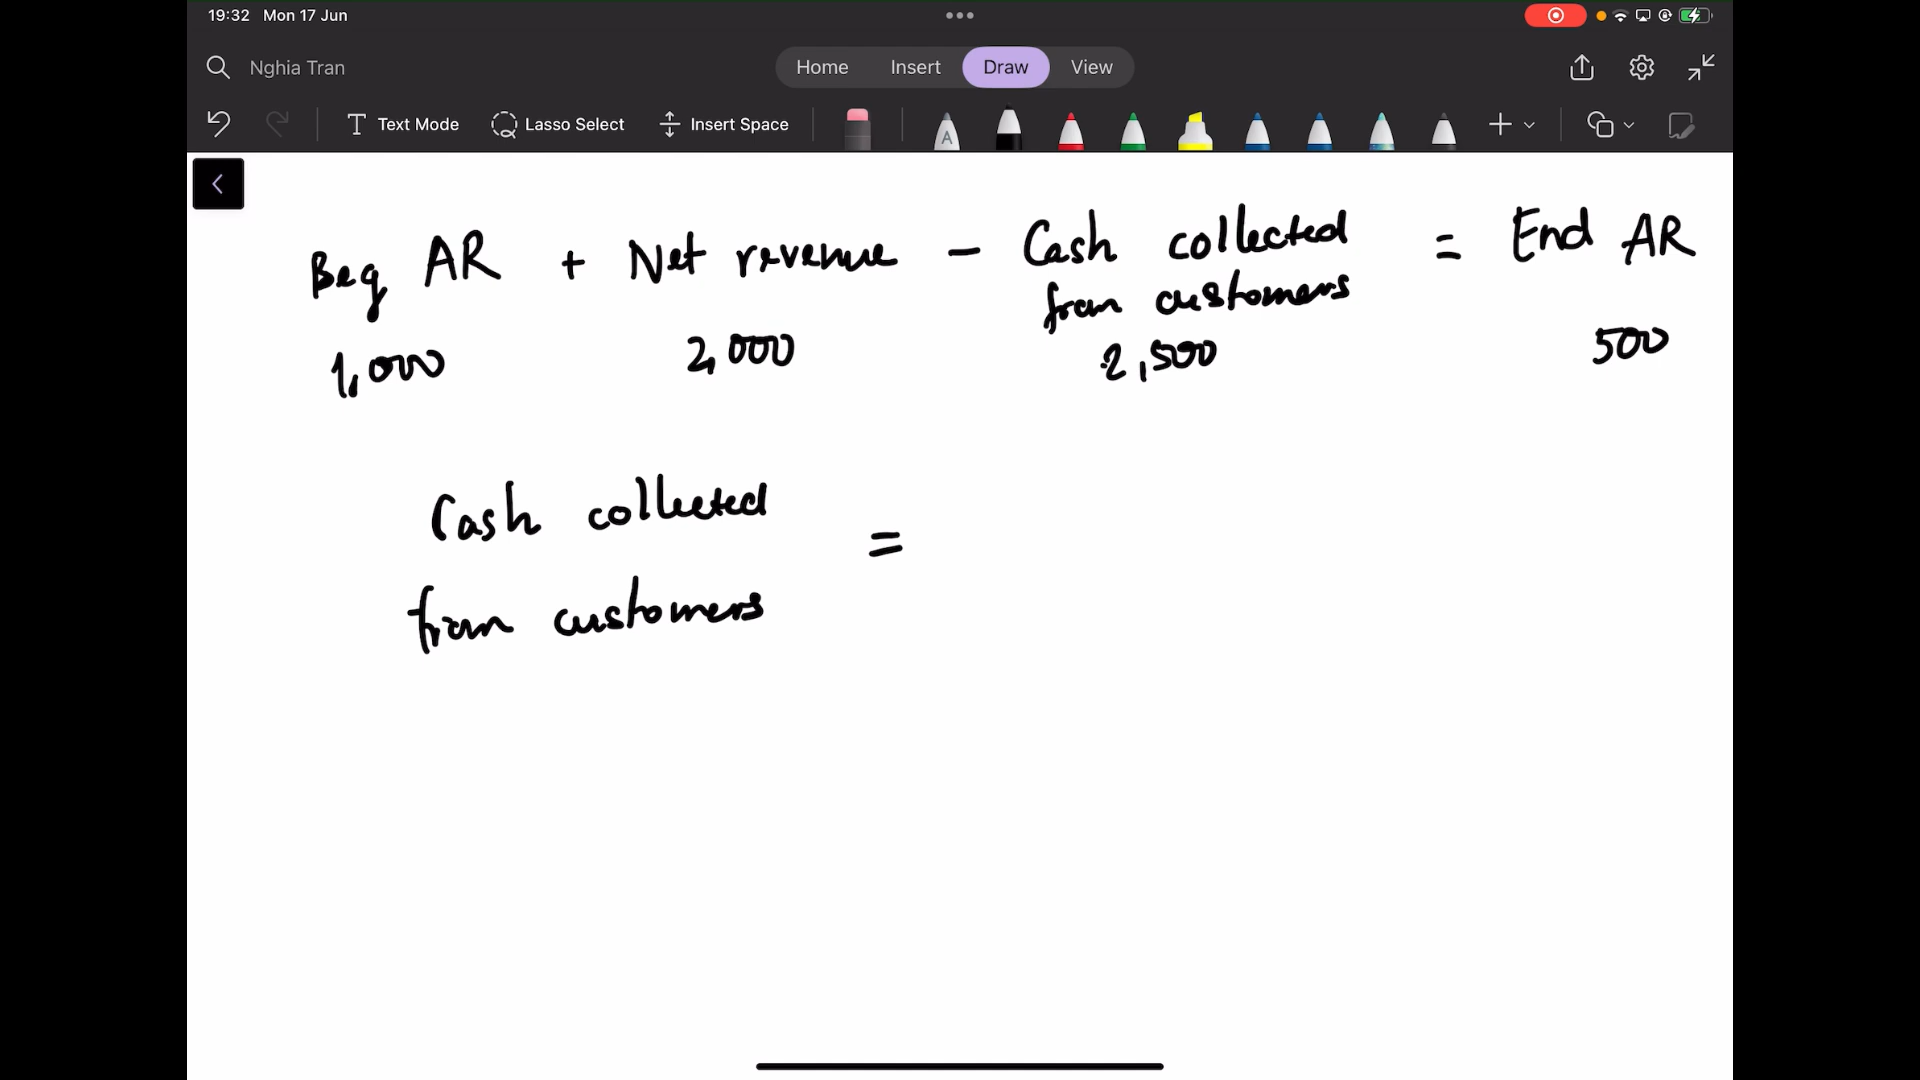 19:32 Mon 17 Jun
Nghia Tran Home Insert Draw View
Text Mode Lasso Select Insert Space A
Beg AR + Net revenue - Cash collected = End AR
from customers
1,000 2,000 2,500 500
Cash collected
=
from customers